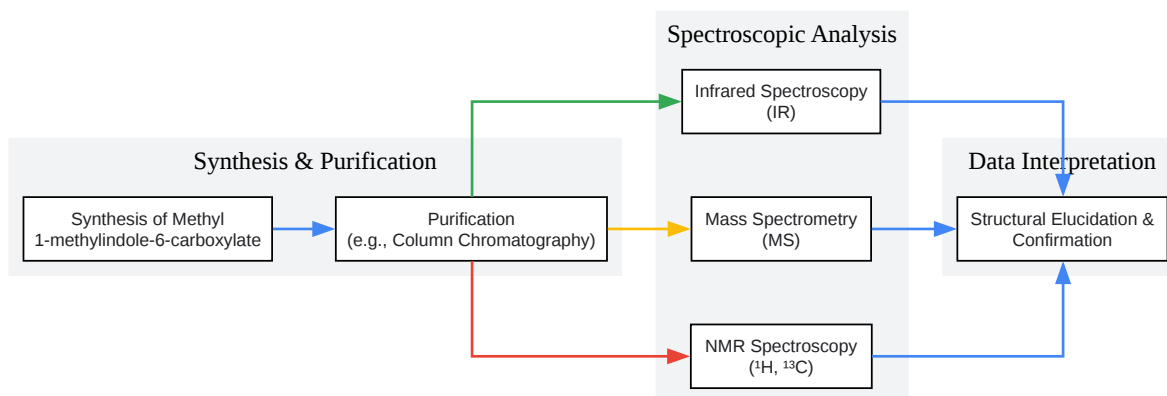 Spectroscopic Analysis
Infrared Spectroscopy
(IR)
Synthesis & Purification
Data Interpretation
Synthesis of Methyl
1-methylindole-6-carboxylate
Purification
(e.g., Column Chromatography)
Mass Spectrometry
(MS)
Structural Elucidation &
Confirmation
NMR Spectroscopy
(¹H, ¹³C)